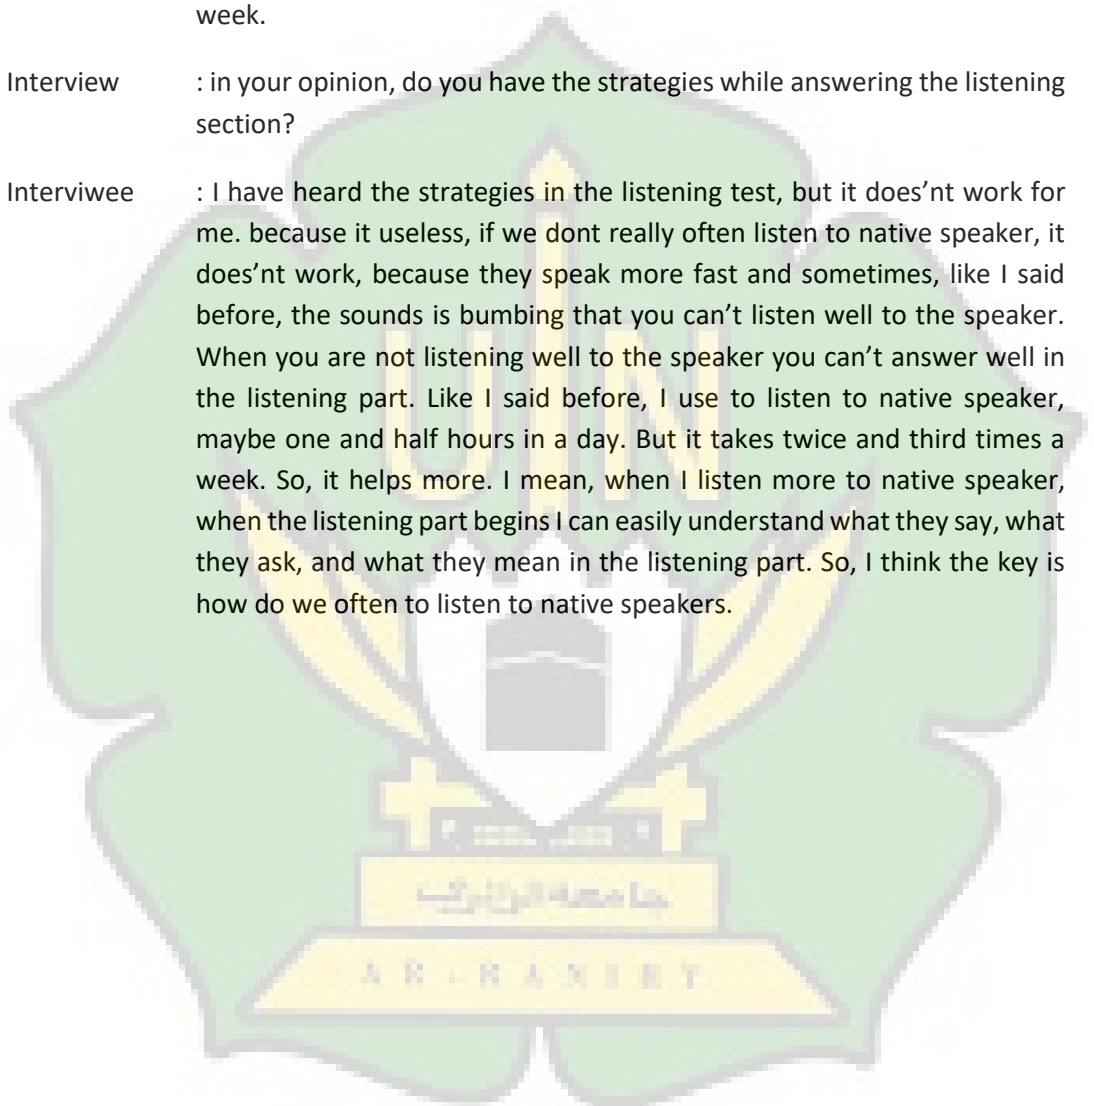 week.
Interview : in your opinion, do you have the strategies while answering the listening
section?
Interviwee : I have heard the strategies in the listening test, but it does'nt work for
me. because it useless, if we dont really often listen to native speaker, it
does'nt work, because they speak more fast and sometimes, like I said
before, the sounds is bumbing that you can’t listen well to the speaker.
When you are not listening well to the speaker you can’t answer well in
the listening part. Like I said before, I use to listen to native speaker,
maybe one and half hours in a day. But it takes twice and third times a
week. So, it helps more. I mean, when I listen more to native speaker,
when the listening part begins I can easily understand what they say, what
they ask, and what they mean in the listening part. So, I think the key is
how do we often to listen to native speakers.
UIN
جامعة الرانيري
AR-RANIRY